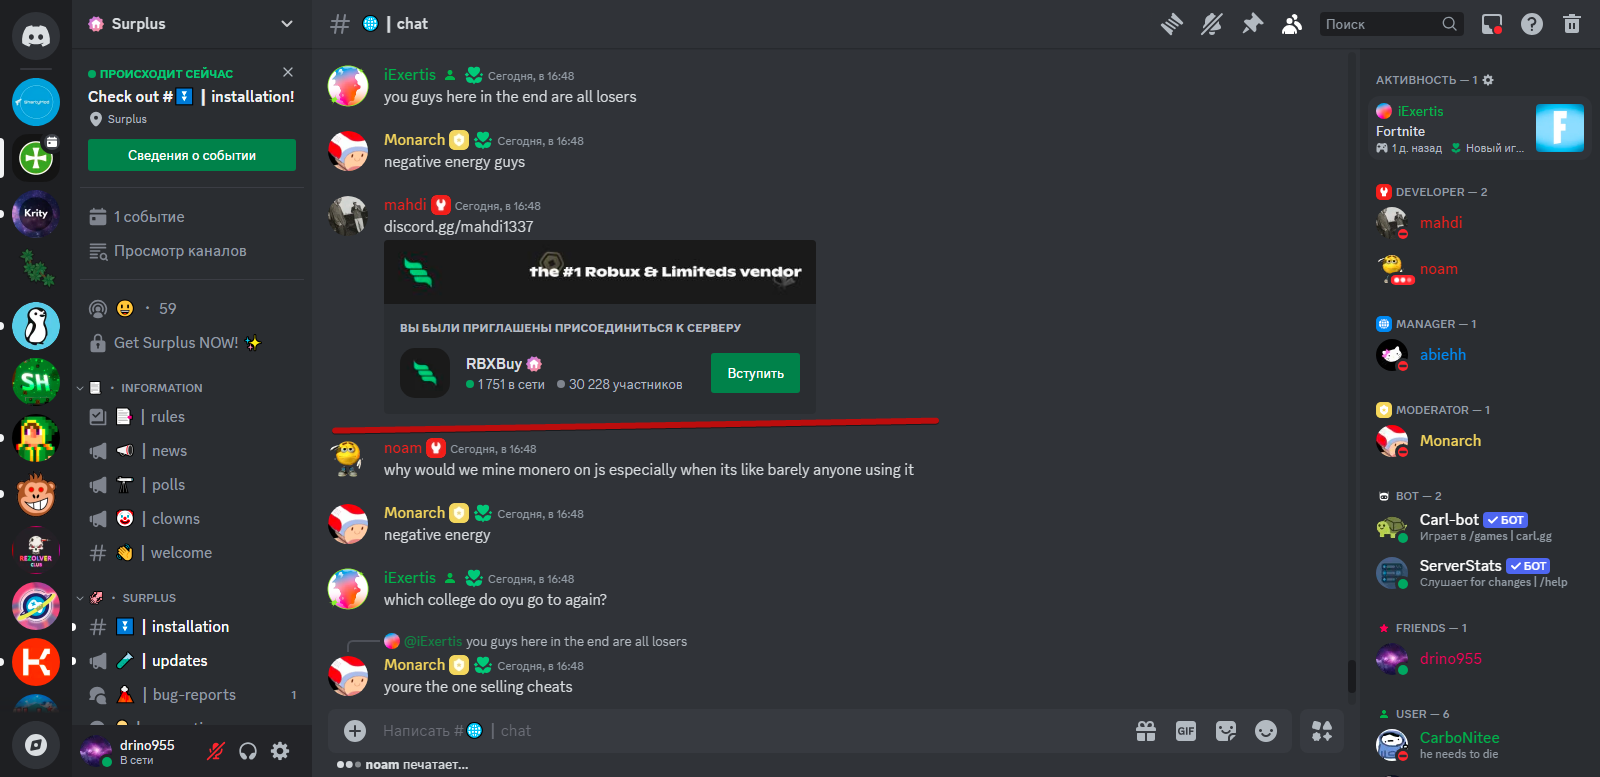 Surplus
ПРОИСХОДИТ СЕЙЧАС
Check out # | installation!
Surplus
Сведения о событии
1 событие
Просмотр каналов
· 59
Get Surplus NOW!
· INFORMATION
| rules
| news
| polls
| clowns
| welcome
· SURPLUS
| installation
| updates
| bug-reports 1
drino955
В сети
smartymod
Krity
SH
REZOLVER
CLUB
| chat
Поиск
iExertis Сегодня, в 16:48
you guys here in the end are all losers
Monarch Сегодня, в 16:48
negative energy guys
mahdi Сегодня, в 16:48
discord.gg/mahdi1337
the #1 Robux & Limiteds vendor
ВЫ БЫЛИ ПРИГЛАШЕНЫ ПРИСОЕДИНИТЬСЯ К СЕРВЕРУ
RBXBuy
1 751 в сети 30 228 участников
Вступить
noam Сегодня, в 16:48
why would we mine monero on js especially when its like barely anyone using it
Monarch Сегодня, в 16:48
negative energy
iExertis Сегодня, в 16:48
which college do oyu go to again?
@iExertis you guys here in the end are all losers
Monarch Сегодня, в 16:48
youre the one selling cheats
Написать # | chat
GIF
noam печатает...
АКТИВНОСТЬ — 1
iExertis
Fortnite
1 д. назад Новый иг...
DEVELOPER — 2
mahdi
noam
MANAGER — 1
abiehh
MODERATOR — 1
Monarch
BOT — 2
Carl-bot БОТ
Играет в /games | carl.gg
ServerStats БОТ
Слушает for changes | /help
FRIENDS — 1
drino955
USER — 6
CarboNitee
he needs to die